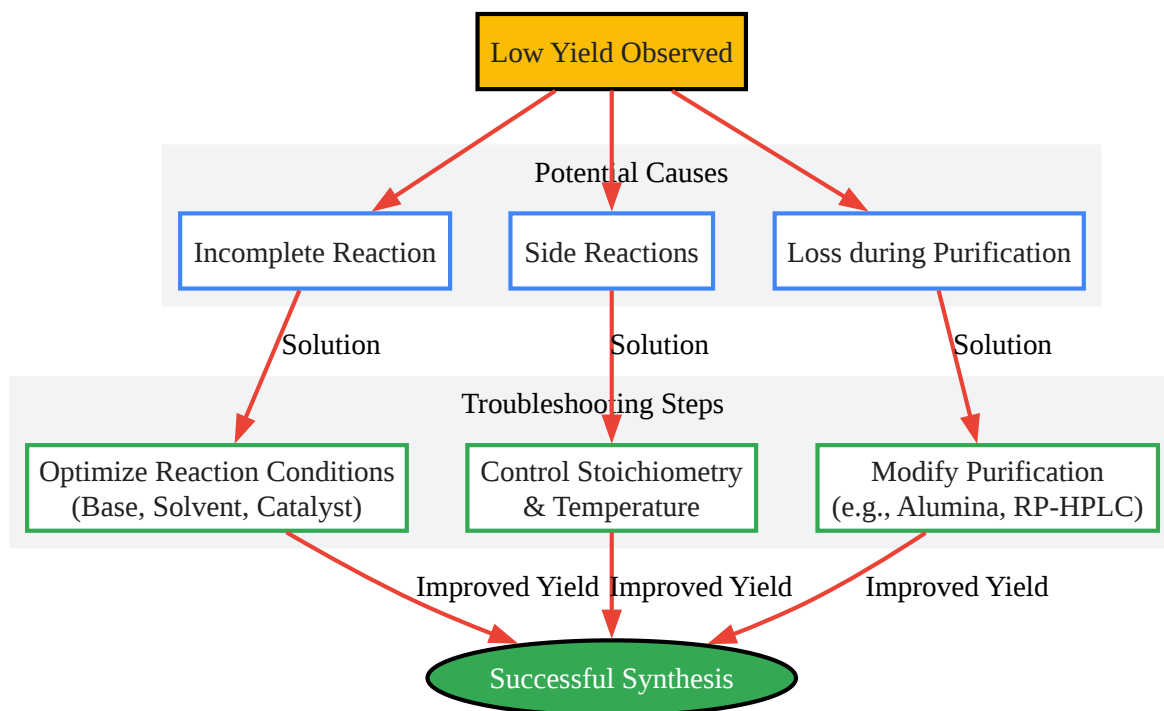 Low Yield Observed
Potential Causes
Incomplete Reaction
Side Reactions
Loss during Purification
Solution
Solution
Solution
Troubleshooting Steps
Optimize Reaction Conditions
(Base, Solvent, Catalyst)
Control Stoichiometry
& Temperature
Modify Purification
(e.g., Alumina, RP-HPLC)
Improved Yield
Improved Yield
Improved Yield
Successful Synthesis